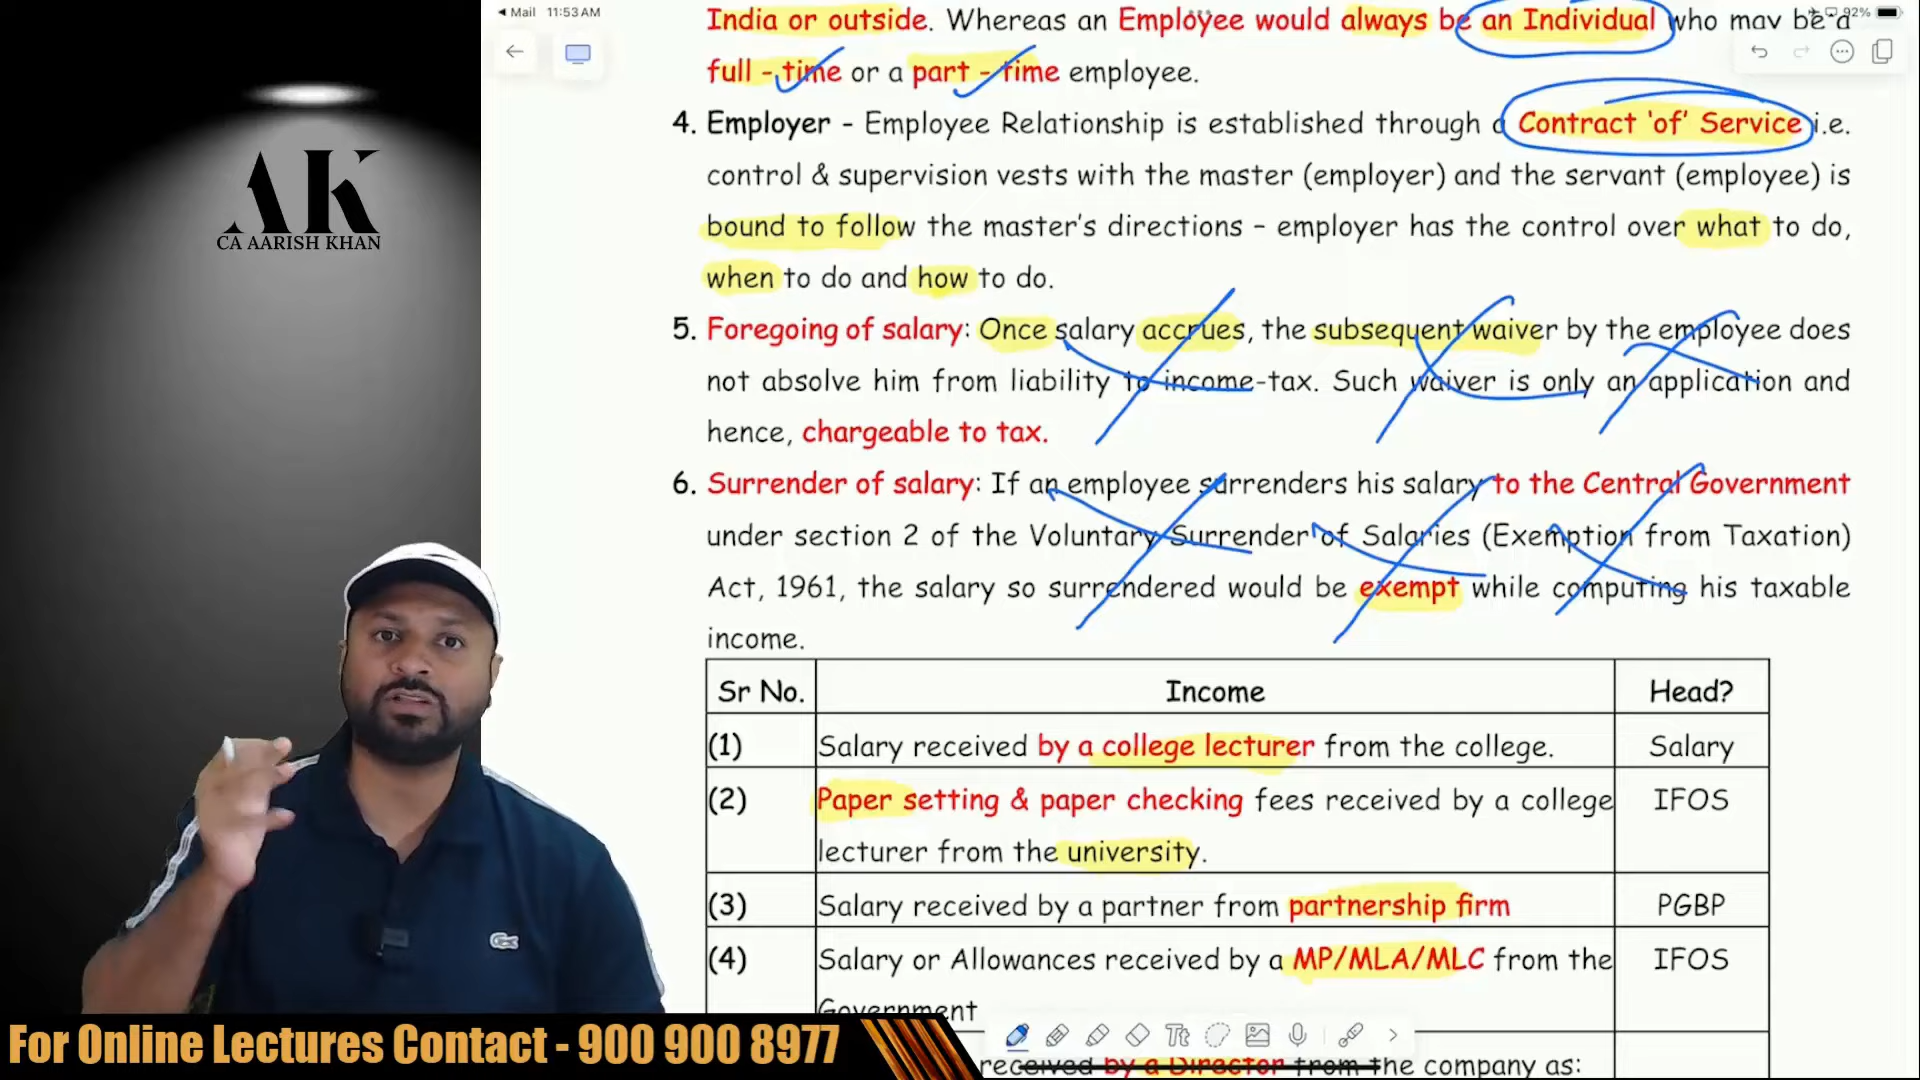 Mail 11:53 AM
92%
India or outside. Whereas an Employee would always be an Individual who may be a
full - time or a part - time employee.
4. Employer - Employee Relationship is established through a Contract ‘of’ Service i.e.
control & supervision vests with the master (employer) and the servant (employee) is
bound to follow the master’s directions – employer has the control over what to do,
when to do and how to do.
5. Foregoing of salary: Once salary accrues, the subsequent waiver by the employee does
not absolve him from liability to income-tax. Such waiver is only an application and
hence, chargeable to tax.
6. Surrender of salary: If an employee surrenders his salary to the Central Government
under section 2 of the Voluntary Surrender of Salaries (Exemption from Taxation)
Act, 1961, the salary so surrendered would be exempt while computing his taxable
income.
Sr No. Income Head?
(1) Salary received by a college lecturer from the college. Salary
(2) Paper setting & paper checking fees received by a college IFOS
lecturer from the university.
(3) Salary received by a partner from partnership firm PGBP
(4) Salary or Allowances received by a MP/MLA/MLC from the IFOS
Government
received by a Director from the company as:
AK
CA AARISH KHAN
For Online Lectures Contact - 900 900 8977
Tt